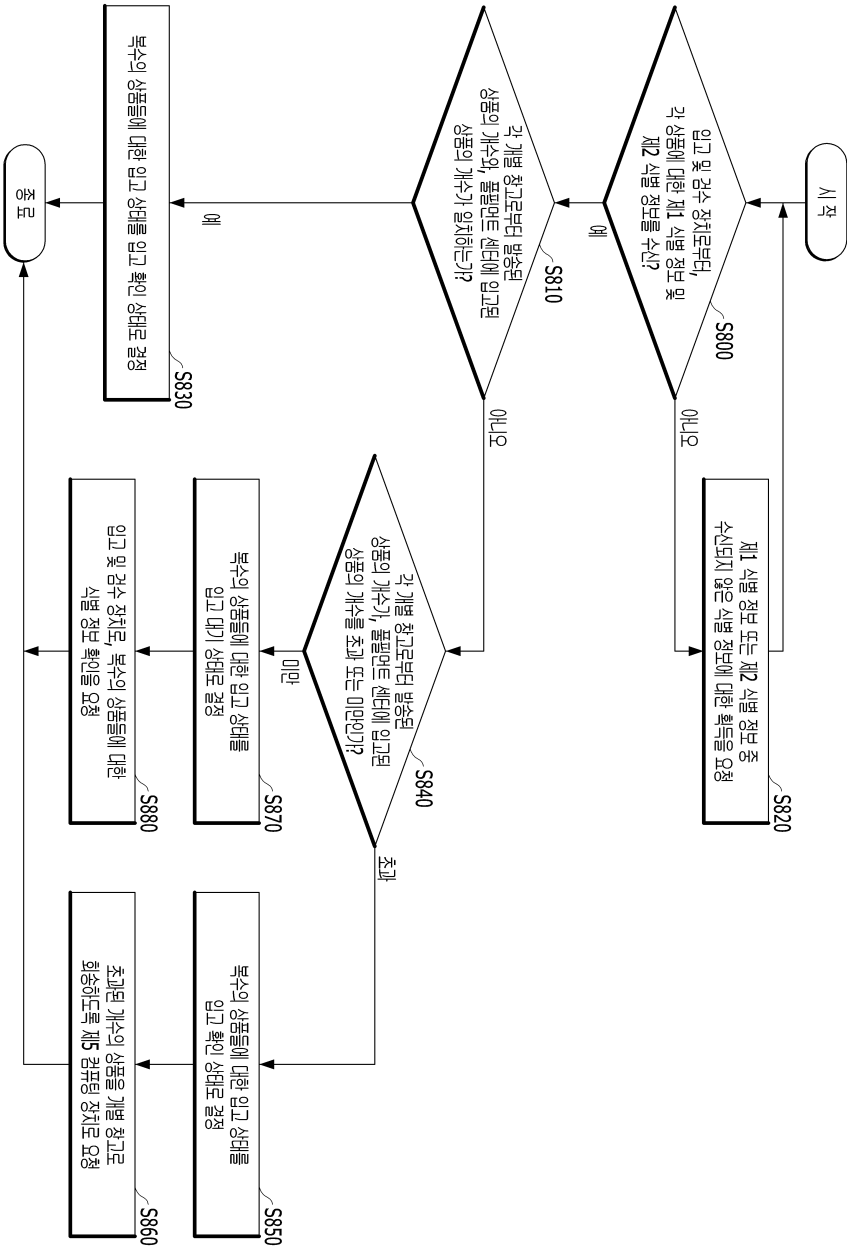 시작
입고 및 검수 장치로부터,
각 상품에 대한 제1 식별 정보 및
제2 식별 정보를 수신?
S800
아니오
예
제1 식별 정보 또는 제2 식별 정보 중
수신되지 않은 식별 정보에 대한 획득을 요청
S820
각 개별 창고로부터 발송된
상품의 개수와, 풀필먼트 센터에 입고된
상품의 개수가 일치하는가?
S810
아니오
예
복수의 상품들에 대한 입고 상태를 입고 확인 상태로 결정
S830
각 개별 창고로부터 발송된
상품의 개수가, 풀필먼트 센터에 입고된
상품의 개수를 초과 또는 미만인가?
S840
초과
미만
복수의 상품들에 대한 입고 상태를
입고 대기 상태로 결정
S870
입고 및 검수 장치로, 복수의 상품들에 대한
식별 정보 확인을 요청
S880
복수의 상품들에 대한 입고 상태를
입고 확인 상태로 결정
S850
초과된 개수의 상품을 개별 창고로
회송하도록 제5 컴퓨팅 장치로 요청
S860
종료